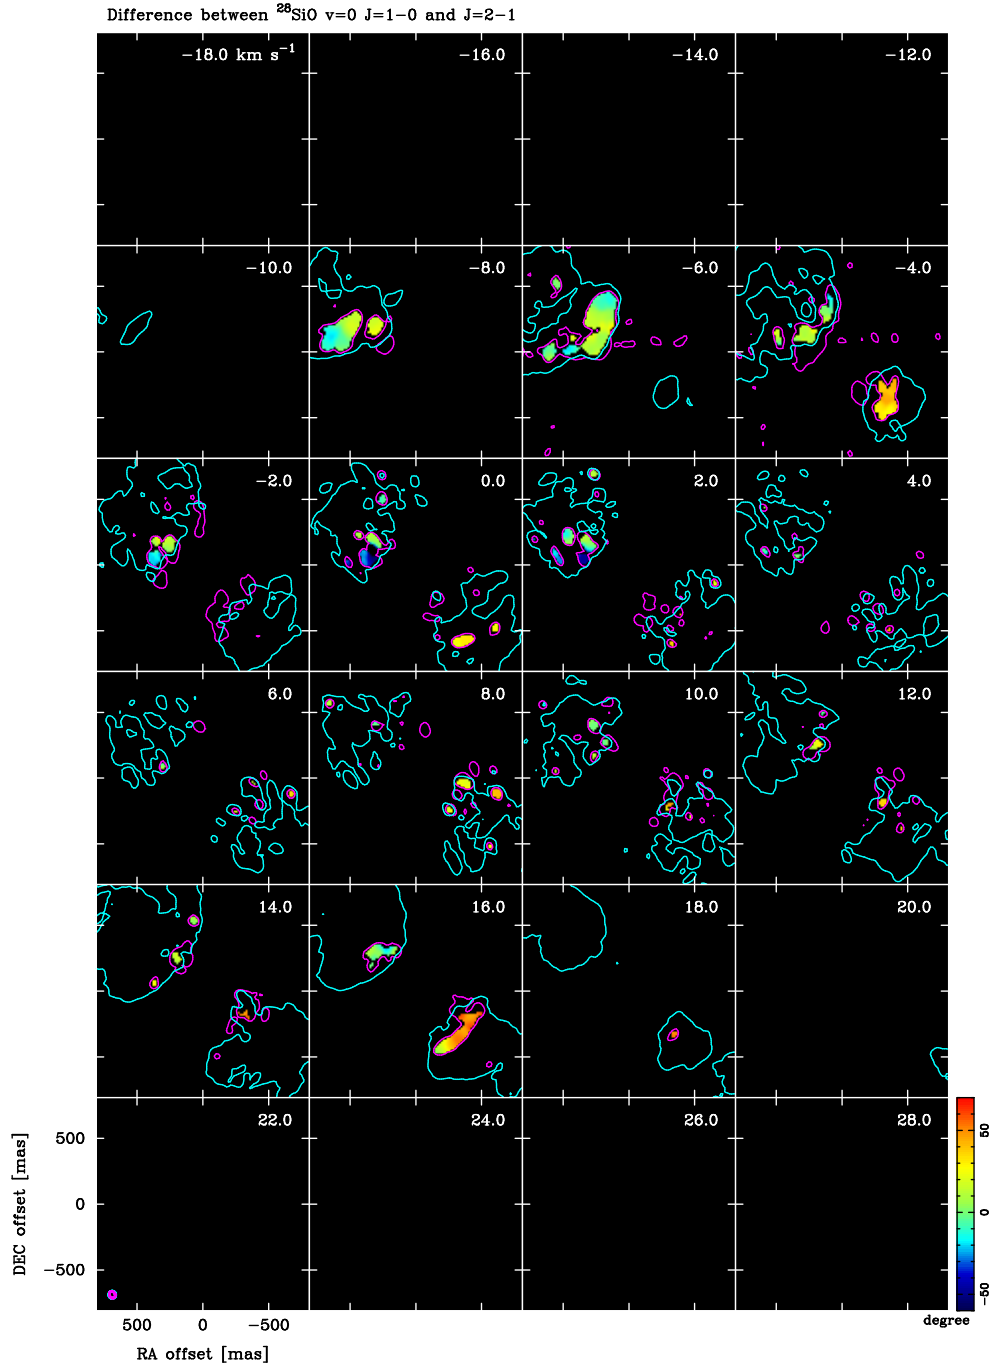 Difference between ²⁸SiO v=0 J=1−0 and J=2−1
−18.0 km s⁻¹ −16.0 −14.0 −12.0
−10.0 −8.0 −6.0 −4.0
−2.0 0.0 2.0 4.0
6.0 8.0 10.0 12.0
14.0 16.0 18.0 20.0
22.0 24.0 26.0 28.0
DEC offset [mas]
500
0
−500
500 0 −500
RA offset [mas]
50
0
−50
degree